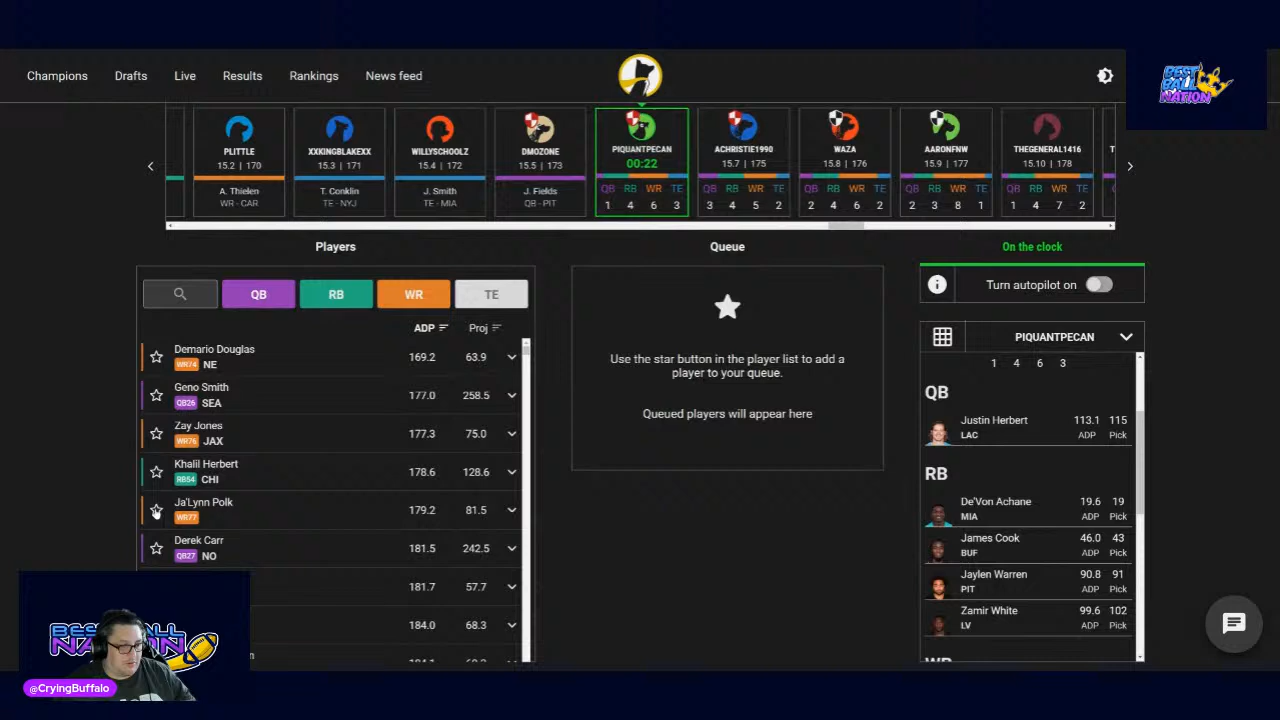 Champions Drafts Live Results Rankings News feed
BEST BALL NATION
PLITTLE
15.2 | 170
A. Thielen
WR - CAR
XXKINGBLAKEXX
15.3 | 171
T. Conklin
TE - NYJ
WILLYSCHOOLZ
15.4 | 172
J. Smith
TE - MIA
DMOZONE
15.5 | 173
J. Fields
QB - PIT
PIQUANTPECAN
00:22
QB RB WR TE
1 4 6 3
ACHRISTIE1990
15.7 | 175
QB RB WR TE
3 4 5 2
WAZA
15.8 | 176
QB RB WR TE
2 4 6 2
AARONFNW
15.9 | 177
QB RB WR TE
2 3 8 1
THEGENERAL1416
15.10 | 178
QB RB WR TE
1 4 7 2
Players
QB RB WR TE
ADP Proj
Demario Douglas
WR74 NE
169.2 63.9
Geno Smith
QB26 SEA
177.0 258.5
Zay Jones
WR76 JAX
177.3 75.0
Khalil Herbert
RB54 CHI
178.6 128.6
Ja'Lynn Polk
WR77
179.2 81.5
Derek Carr
QB27 NO
181.5 242.5
181.7 57.7
184.0 68.3
Queue
Use the star button in the player list to add a
player to your queue.
Queued players will appear here
On the clock
Turn autopilot on
PIQUANTPECAN
1 4 6 3
QB
Justin Herbert 113.1 115
LAC ADP Pick
RB
De'Von Achane 19.6 19
MIA ADP Pick
James Cook 46.0 43
BUF ADP Pick
Jaylen Warren 90.8 91
PIT ADP Pick
Zamir White 99.6 102
LV ADP Pick
BEST BALL
NATION
@CryingBuffalo